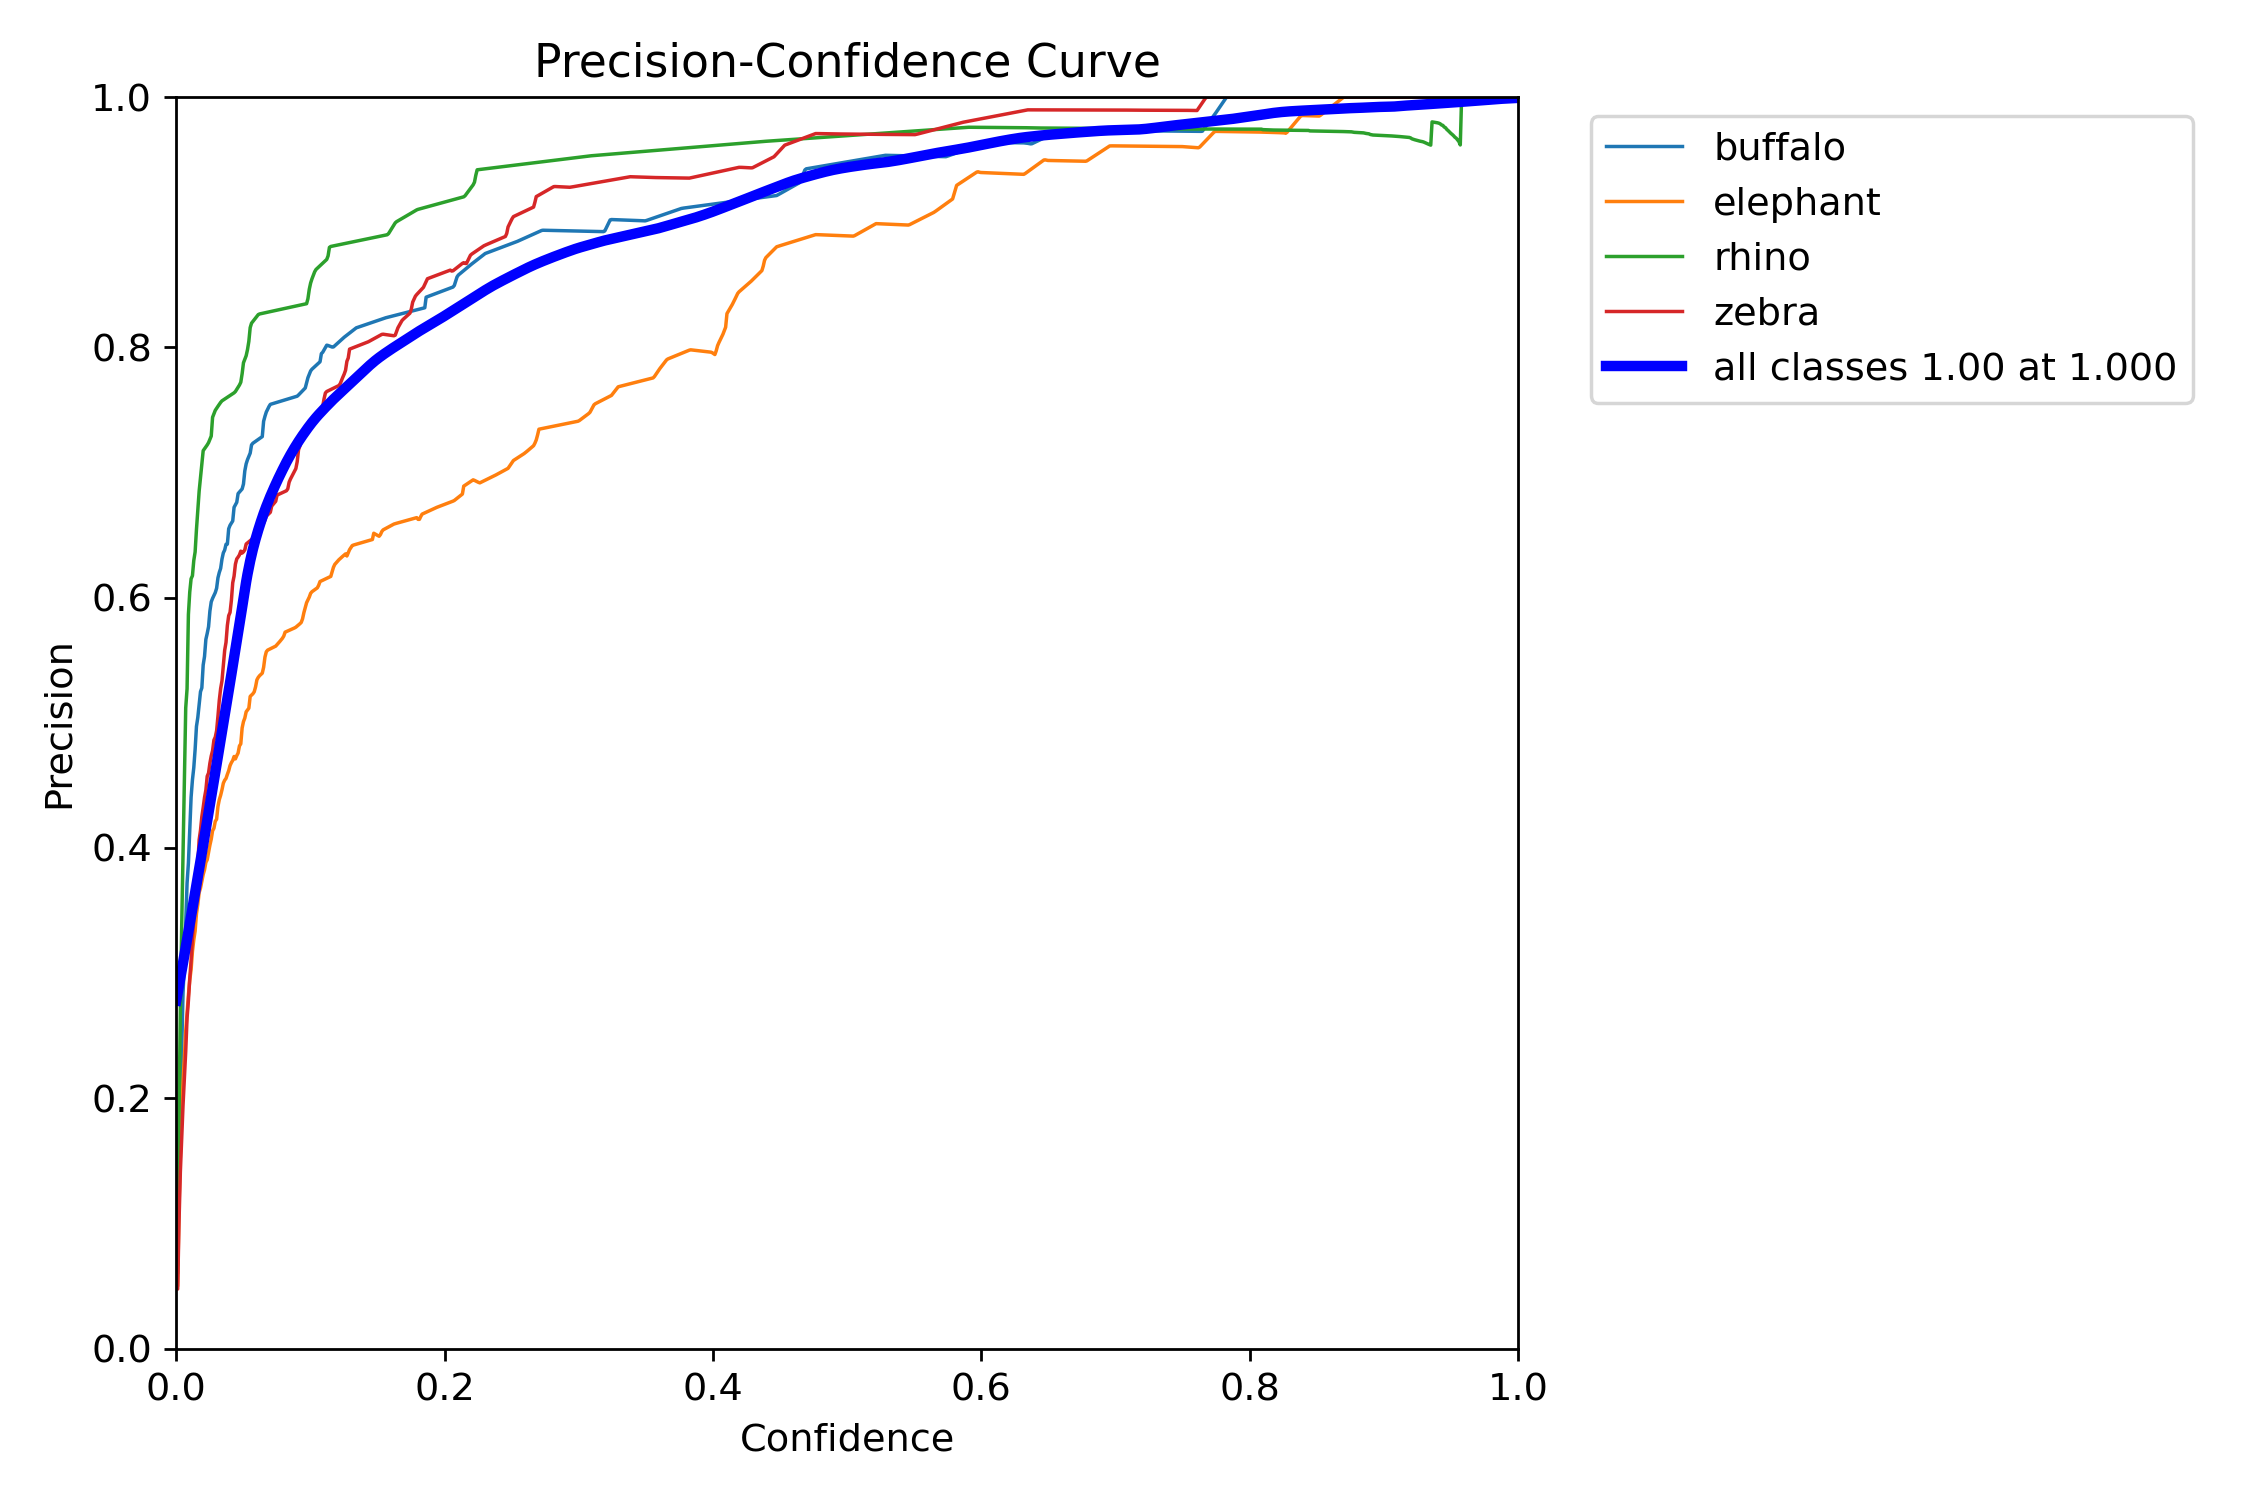 Precision-Confidence Curve
1.0
0.8
0.6
0.4
0.2
0.0
Precision
0.0 0.2 0.4 0.6 0.8 1.0
Confidence
buffalo
elephant
rhino
zebra
all classes 1.00 at 1.000